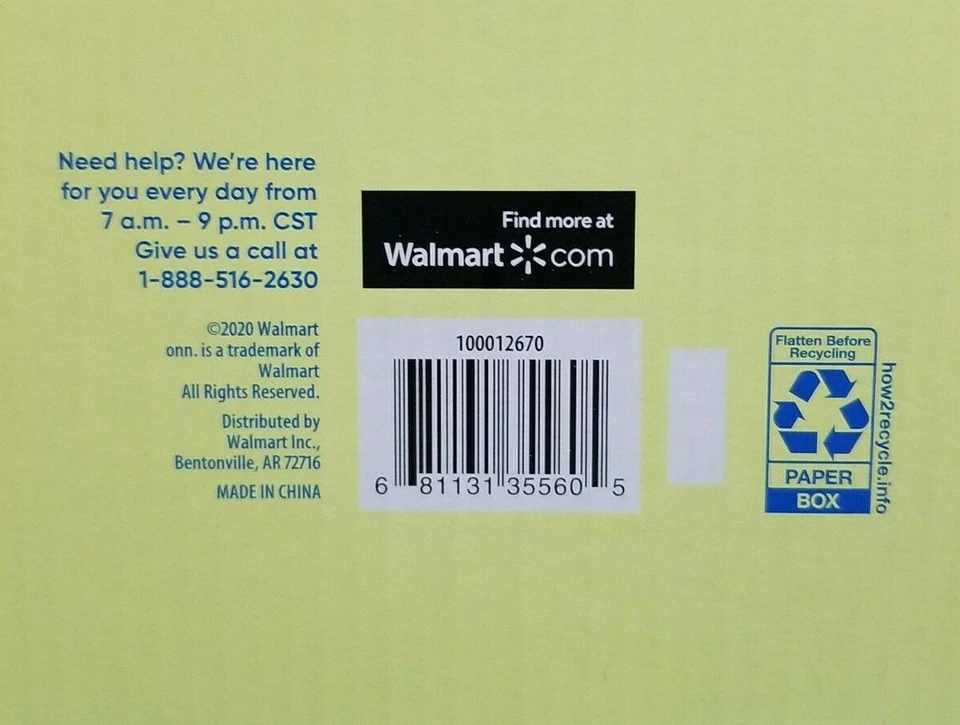 Need help? We're here
for you every day from
7 a.m. – 9 p.m. CST
Give us a call at
1-888-516-2630
©2020 Walmart
onn. is a trademark of
Walmart
All Rights Reserved.
Distributed by
Walmart Inc.,
Bentonville, AR 72716
MADE IN CHINA
Find more at
Walmart com
100012670
6 81131 35560 5
Flatten Before
Recycling
PAPER
BOX
how2recycle.info